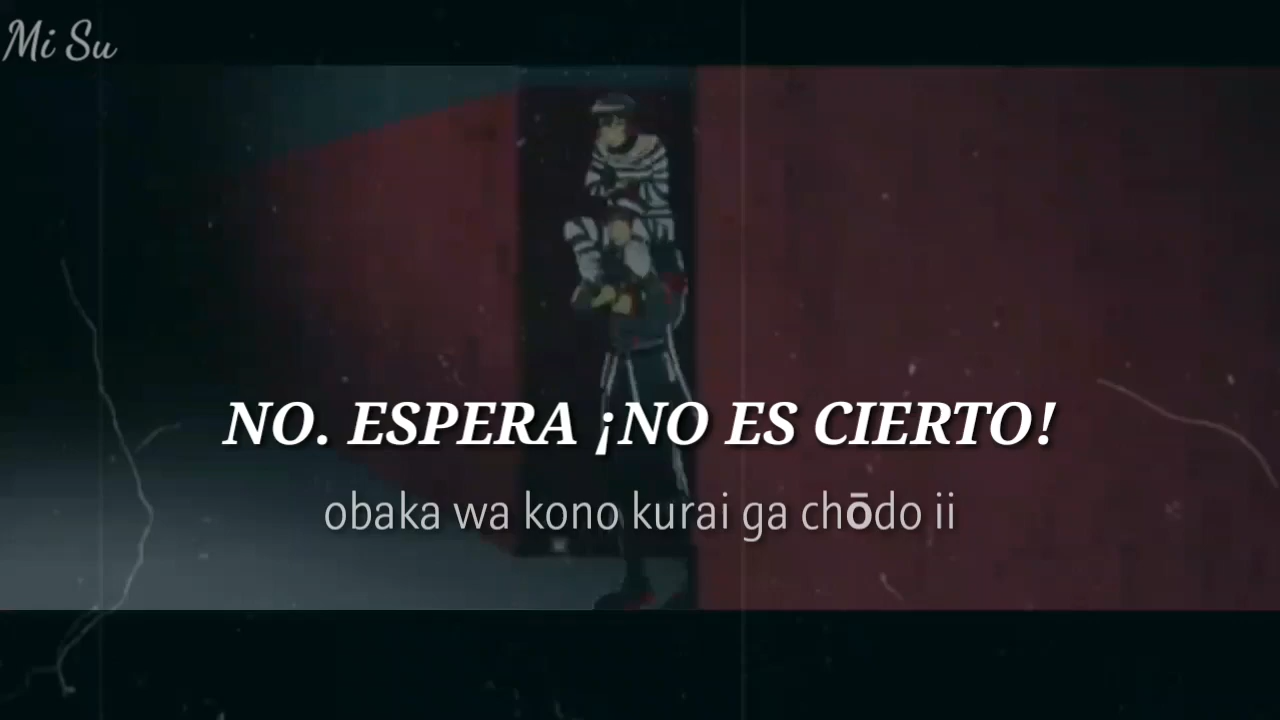 Mi Su
NO. ESPERA ¡NO ES CIERTO!
obaka wa kono kurai ga chōdo ii